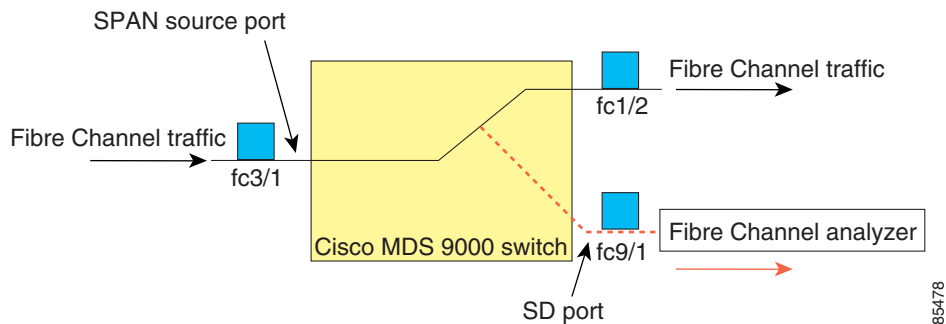 SPAN source port
Fibre Channel traffic
fc1/2
Fibre Channel traffic
fc3/1
Cisco MDS 9000 switch
fc9/1
Fibre Channel analyzer
SD port
85478